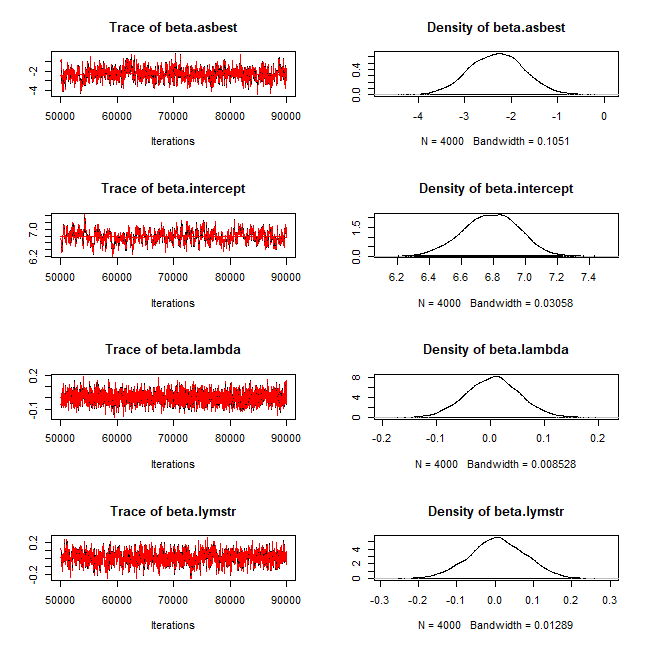 Trace of beta.asbest
-4 -2
50000 60000 70000 80000 90000
Iterations
Density of beta.asbest
0.0 0.4
-4 -3 -2 -1 0
N = 4000 Bandwidth = 0.1051
Trace of beta.intercept
6.2 7.0
50000 60000 70000 80000 90000
Iterations
Density of beta.intercept
0.0 1.5
6.2 6.4 6.6 6.8 7.0 7.2 7.4
N = 4000 Bandwidth = 0.03058
Trace of beta.lambda
-0.1 0.2
50000 60000 70000 80000 90000
Iterations
Density of beta.lambda
0 4 8
-0.2 -0.1 0.0 0.1 0.2
N = 4000 Bandwidth = 0.008528
Trace of beta.lymstr
-0.2 0.2
50000 60000 70000 80000 90000
Iterations
Density of beta.lymstr
0 2 4
-0.3 -0.2 -0.1 0.0 0.1 0.2 0.3
N = 4000 Bandwidth = 0.01289